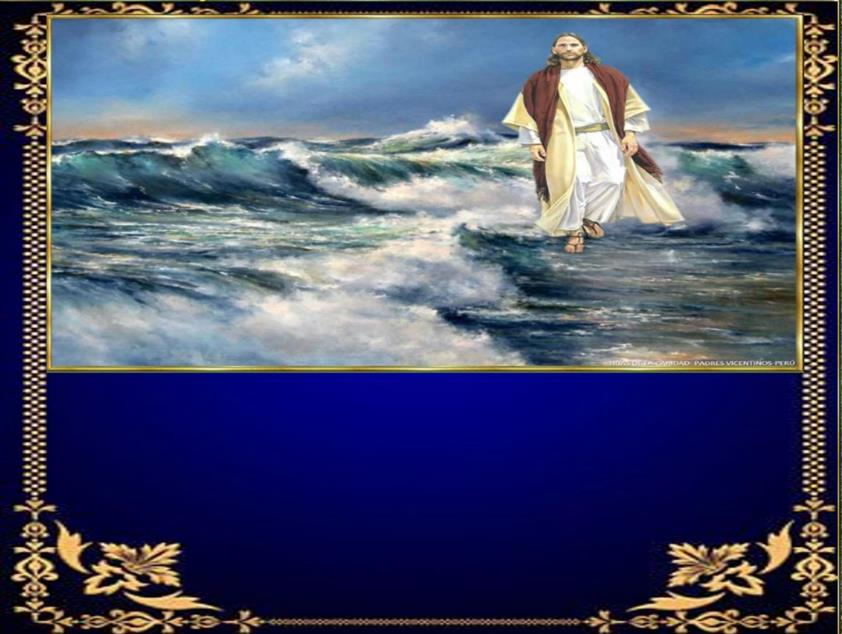 HIJAS DE LA CARIDAD- PADRES VICENTINOS-PERÚ